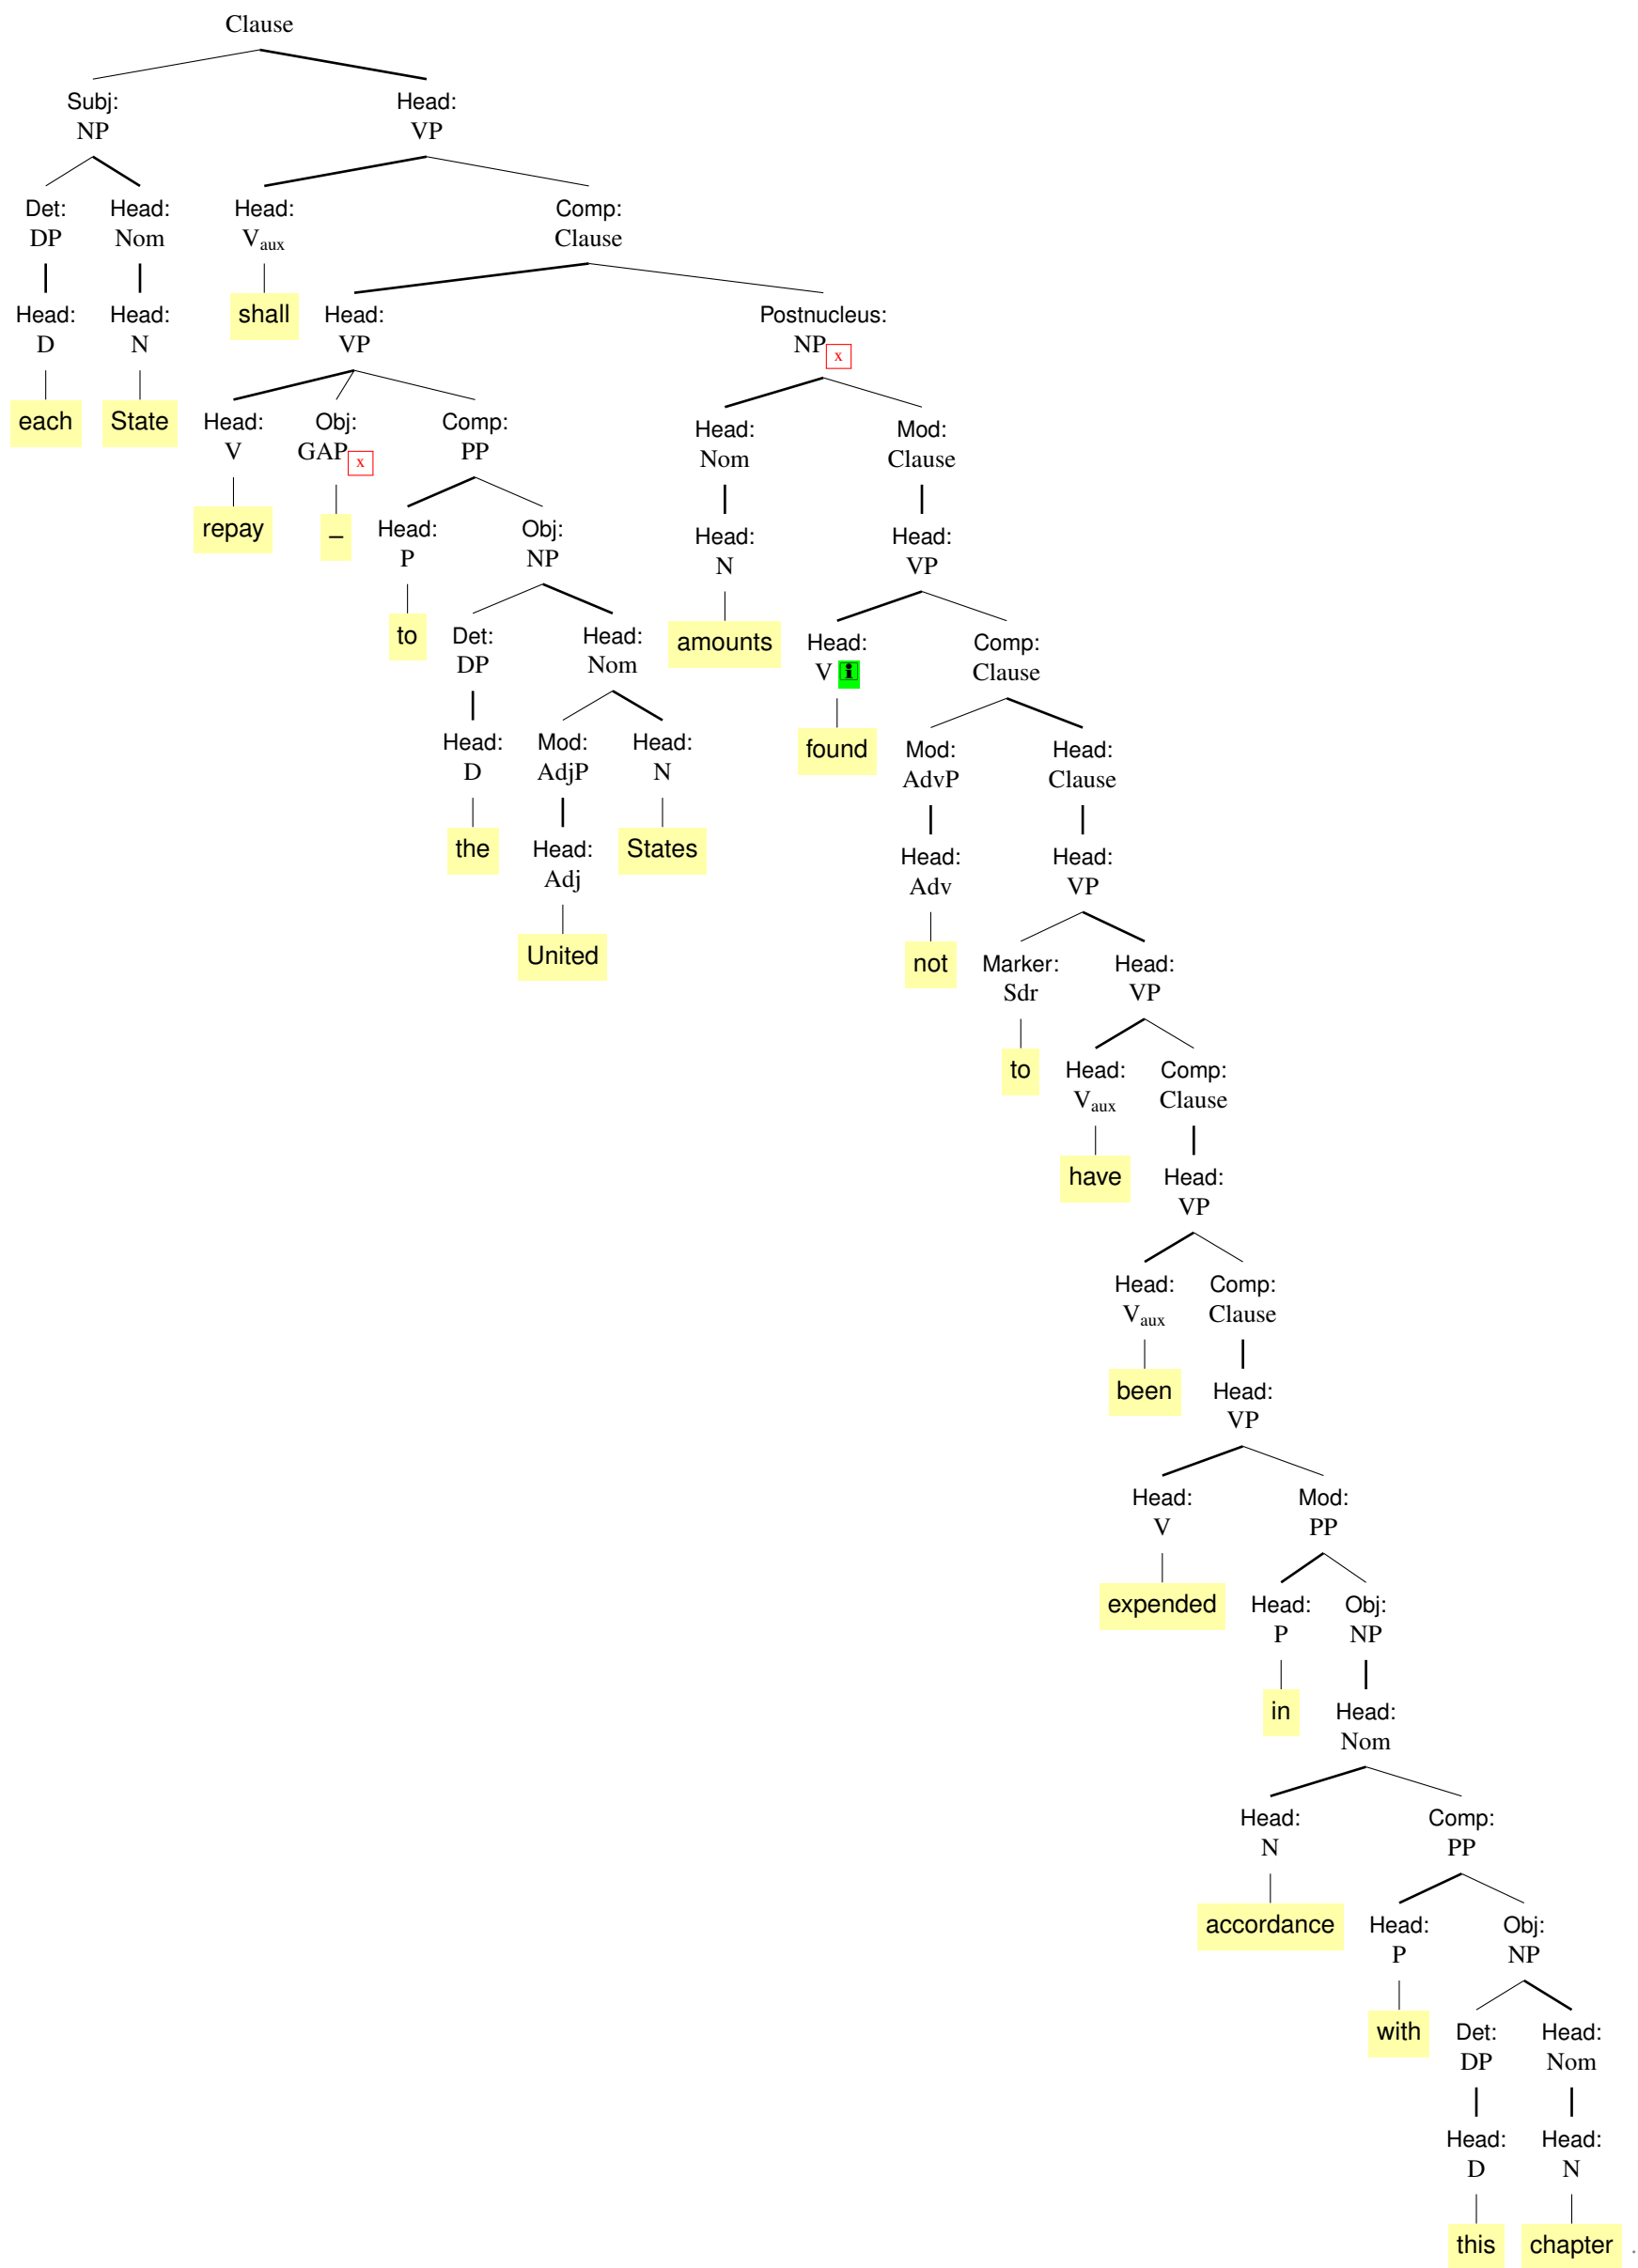 Clause
Subj: Head:
NP VP
Det: Head: Head: Comp:
DP Nom Vaux Clause
Head: Head: shall Head: Postnucleus:
D N VP NP x
each State Head: Obj: Comp: Head: Mod:
V GAP x PP Nom Clause
repay – Head: Obj: Head: Head:
P NP N VP
to Det: Head: amounts Head: Comp:
DP Nom V i Clause
Head: Mod: Head: found Mod: Head:
D AdjP N AdvP Clause
the Head: States Head: Head:
Adj Adv VP
United not Marker: Head:
Sdr VP
to Head: Comp:
Vaux Clause
have Head:
VP
Head: Comp:
Vaux Clause
been Head:
VP
Head: Mod:
V PP
expended Head: Obj:
P NP
in Head:
Nom
Head: Comp:
N PP
accordance Head: Obj:
P NP
with Det: Head:
DP Nom
Head: Head:
D N
this chapter .